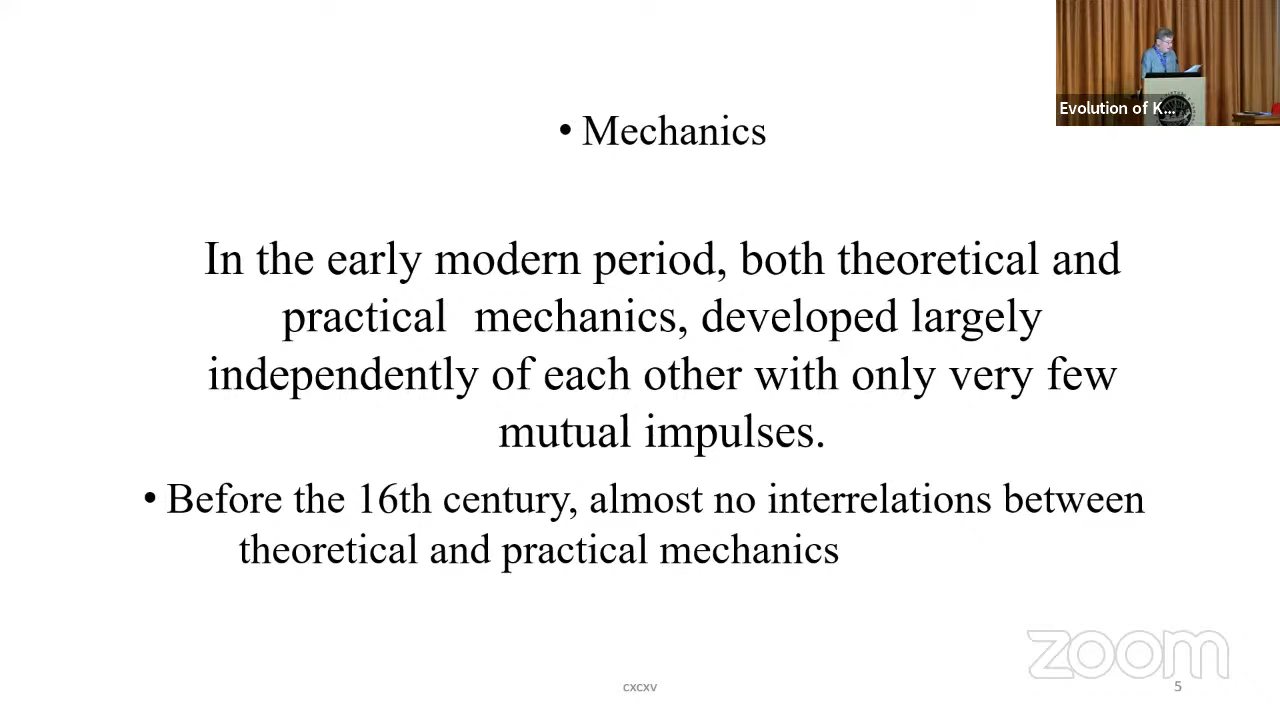 Evolution of K...
• Mechanics
In the early modern period, both theoretical and
practical mechanics, developed largely
independently of each other with only very few
mutual impulses.
• Before the 16th century, almost no interrelations between
theoretical and practical mechanics
zoom
cxcxv
5